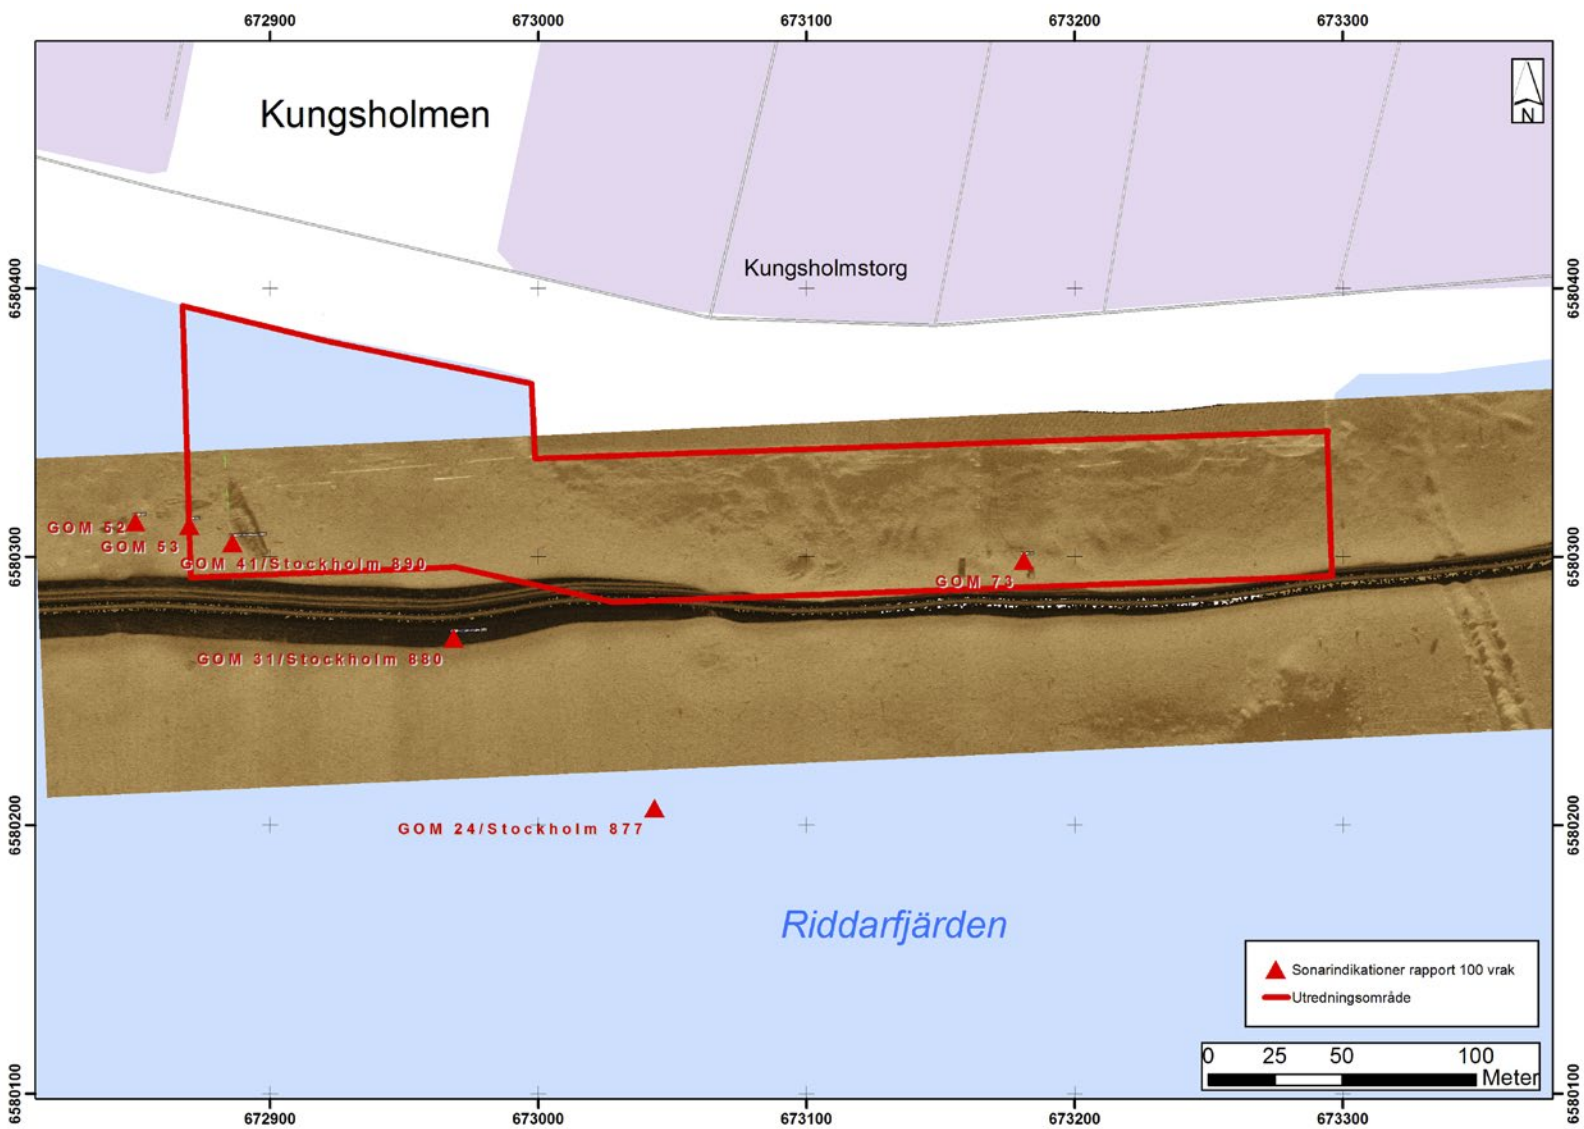 672900 673000 673100 673200 673300
Kungsholmen
N
Kungsholmstorg
6580400 6580400
GOM 52
GOM 53
GOM 41/Stockholm 890
6580300 6580300
GOM 73
GOM 31/Stockholm 880
GOM 24/Stockholm 877
6580200 6580200
Riddarfjärden
Sonarindikationer rapport 100 vrak
Utredningsområde
0 25 50 100
Meter
6580100 6580100
672900 673000 673100 673200 673300